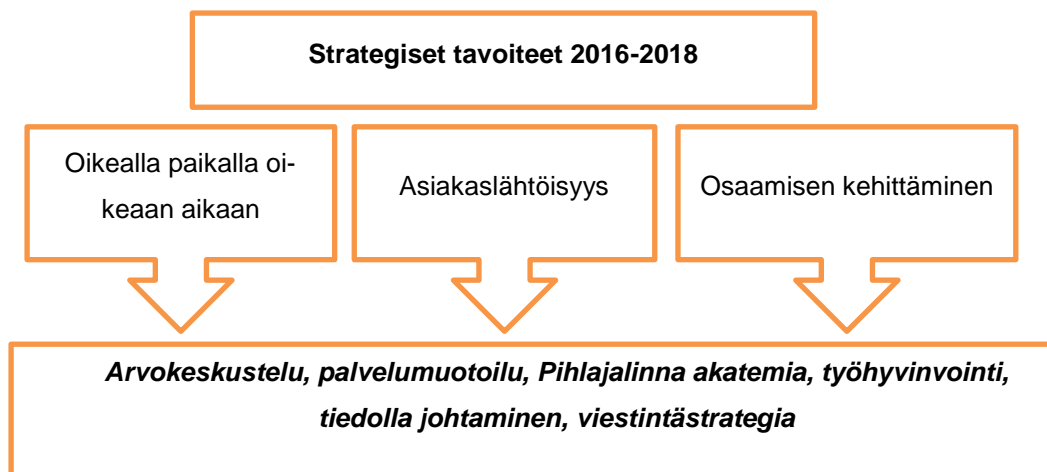 Strategiset tavoiteet 2016-2018
Oikealla paikalla oi-
keaan aikaan
Asiakaslähtöisyys
Osaamisen kehittäminen
Arvokeskustelu, palvelumuotoilu, Pihlajalinna akatemia, työhyvinvointi,
tiedolla johtaminen, viestintästrategia